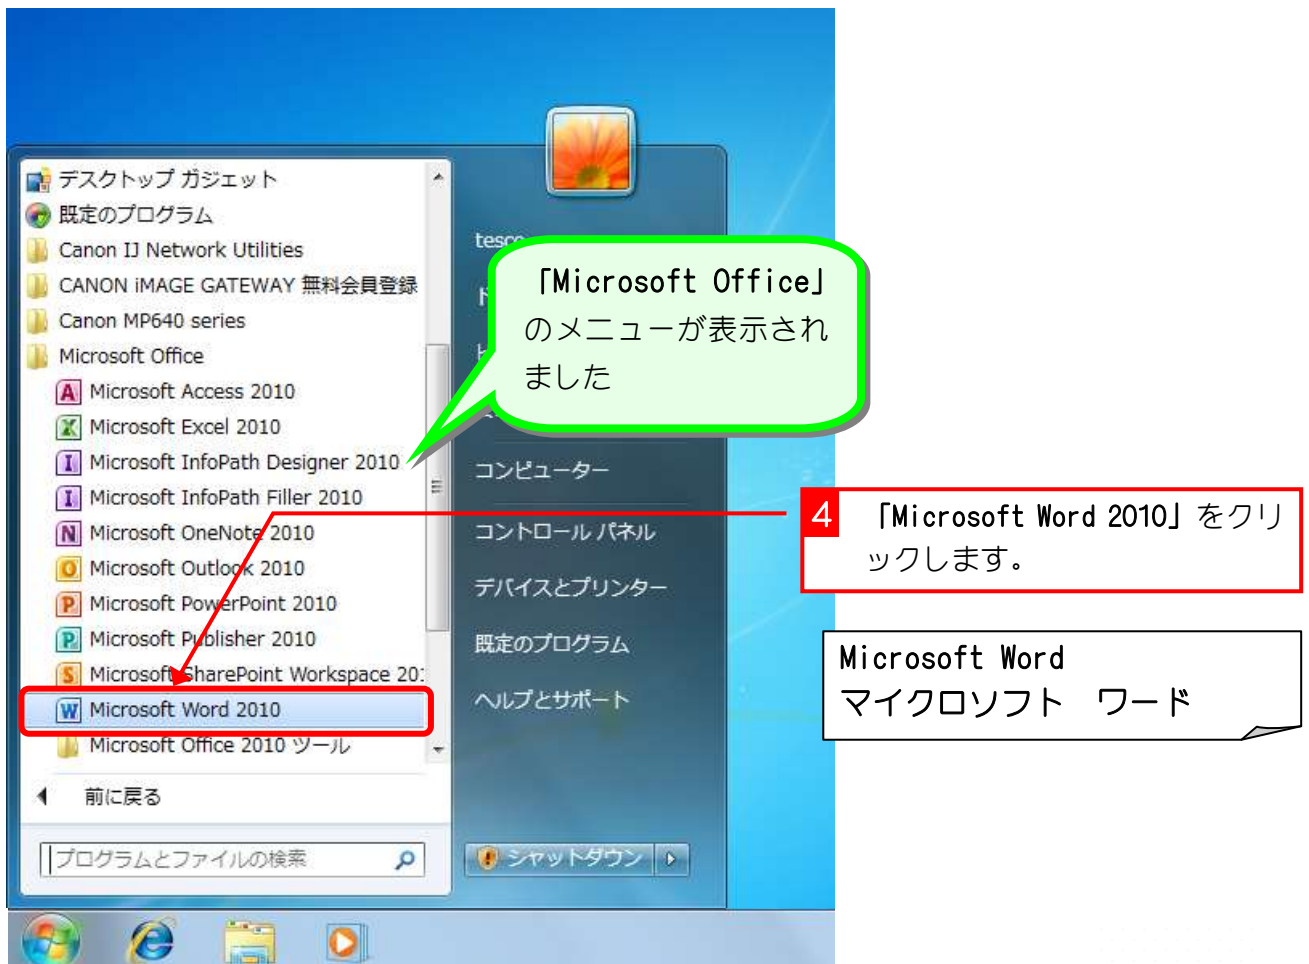 デスクトップ ガジェット
既定のプログラム
Canon IJ Network Utilities
CANON iMAGE GATEWAY 無料会員登録
Canon MP640 series
Microsoft Office
Microsoft Access 2010
Microsoft Excel 2010
Microsoft InfoPath Designer 2010
Microsoft InfoPath Filler 2010
Microsoft OneNote 2010
Microsoft Outlook 2010
Microsoft PowerPoint 2010
Microsoft Publisher 2010
Microsoft SharePoint Workspace 20
Microsoft Word 2010
Microsoft Office 2010 ツール
前に戻る
プログラムとファイルの検索
コンピューター
コントロール パネル
デバイスとプリンター
既定のプログラム
ヘルプとサポート
シャットダウン
「Microsoft Office」
のメニューが表示され
ました
4 「Microsoft Word 2010」をクリ
ックします。
Microsoft Word
マイクロソフト ワード